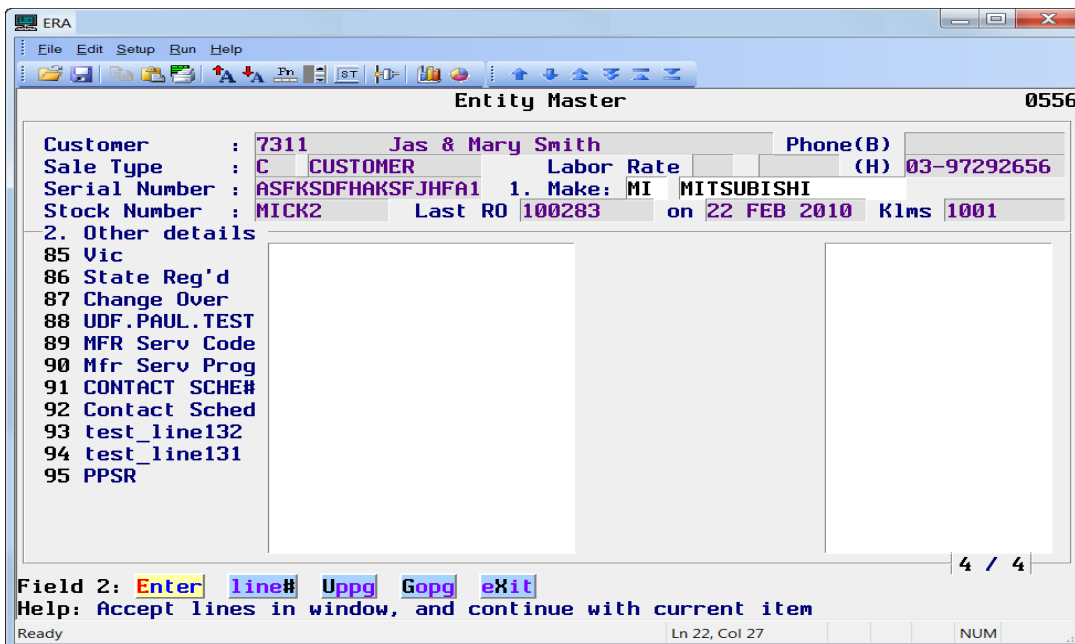 ERA
File Edit Setup Run Help
Entity Master 0556
Customer : 7311 Jas & Mary Smith Phone(B)
Sale Type : C CUSTOMER Labor Rate (H) 03-97292656
Serial Number : ASFKSDFHAKSFJHFA1 1. Make: MI MITSUBISHI
Stock Number : MICK2 Last RO 100283 on 22 FEB 2010 Klms 1001
2. Other details
85 Vic
86 State Reg'd
87 Change Over
88 UDF.PAUL.TEST
89 MFR Serv Code
90 Mfr Serv Prog
91 CONTACT SCHE#
92 Contact Sched
93 test_line132
94 test_line131
95 PPSR
4 / 4
Field 2: Enter line# Uppg Gopg eXit
Help: Accept lines in window, and continue with current item
Ready Ln 22, Col 27 NUM